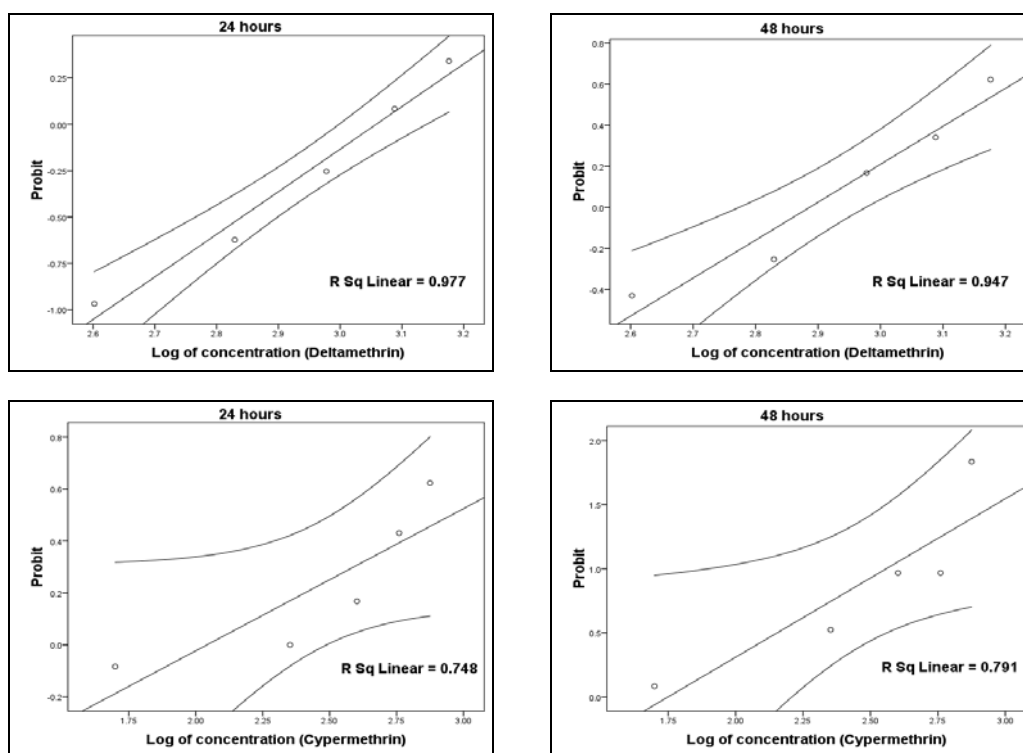 24 hours
0.25
0.00
-0.25
-0.50
-0.75
-1.00
Probit
R Sq Linear = 0.977
2.6 2.7 2.8 2.9 3.0 3.1 3.2
Log of concentration (Deltamethrin)
48 hours
0.8
0.6
0.4
0.2
0.0
-0.2
-0.4
Probit
R Sq Linear = 0.947
2.6 2.7 2.8 2.9 3.0 3.1 3.2
Log of concentration (Deltamethrin)
24 hours
0.8
0.6
0.4
0.2
0.0
-0.2
Probit
R Sq Linear = 0.748
1.75 2.00 2.25 2.50 2.75 3.00
Log of concentration (Cypermethrin)
48 hours
2.0
1.5
1.0
0.5
0.0
Probit
R Sq Linear = 0.791
1.75 2.00 2.25 2.50 2.75 3.00
Log of concentration (Cypermethrin)